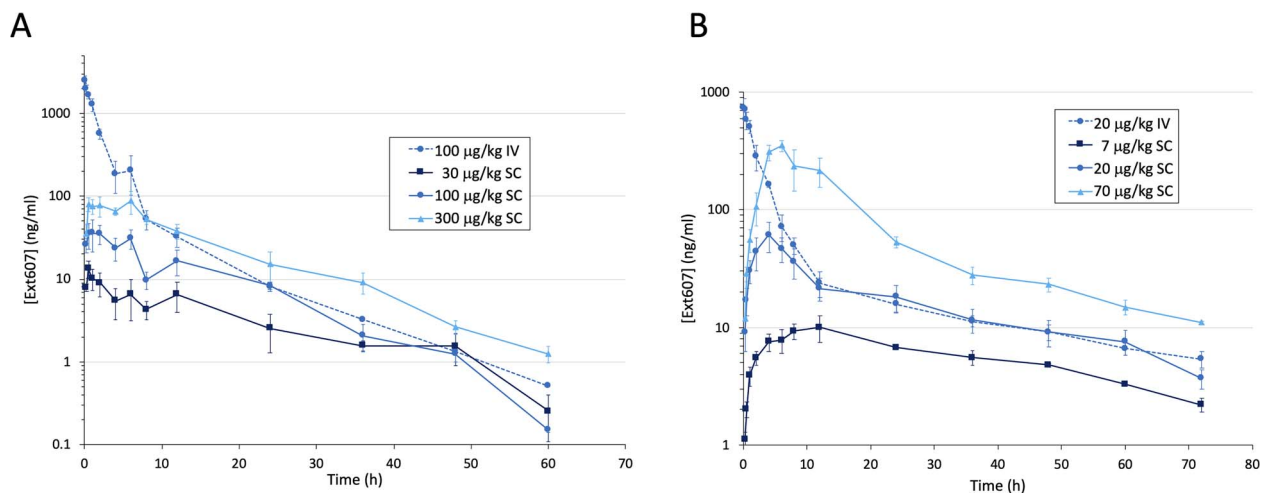 A
B
[Ext607] (ng/ml)
1000
100
10
1
0.1
0 10 20 30 40 50 60 70
Time (h)
100 µg/kg IV
30 µg/kg SC
100 µg/kg SC
300 µg/kg SC
[Ext607] (ng/ml)
1000
100
10
1
0 10 20 30 40 50 60 70 80
Time (h)
20 µg/kg IV
7 µg/kg SC
20 µg/kg SC
70 µg/kg SC